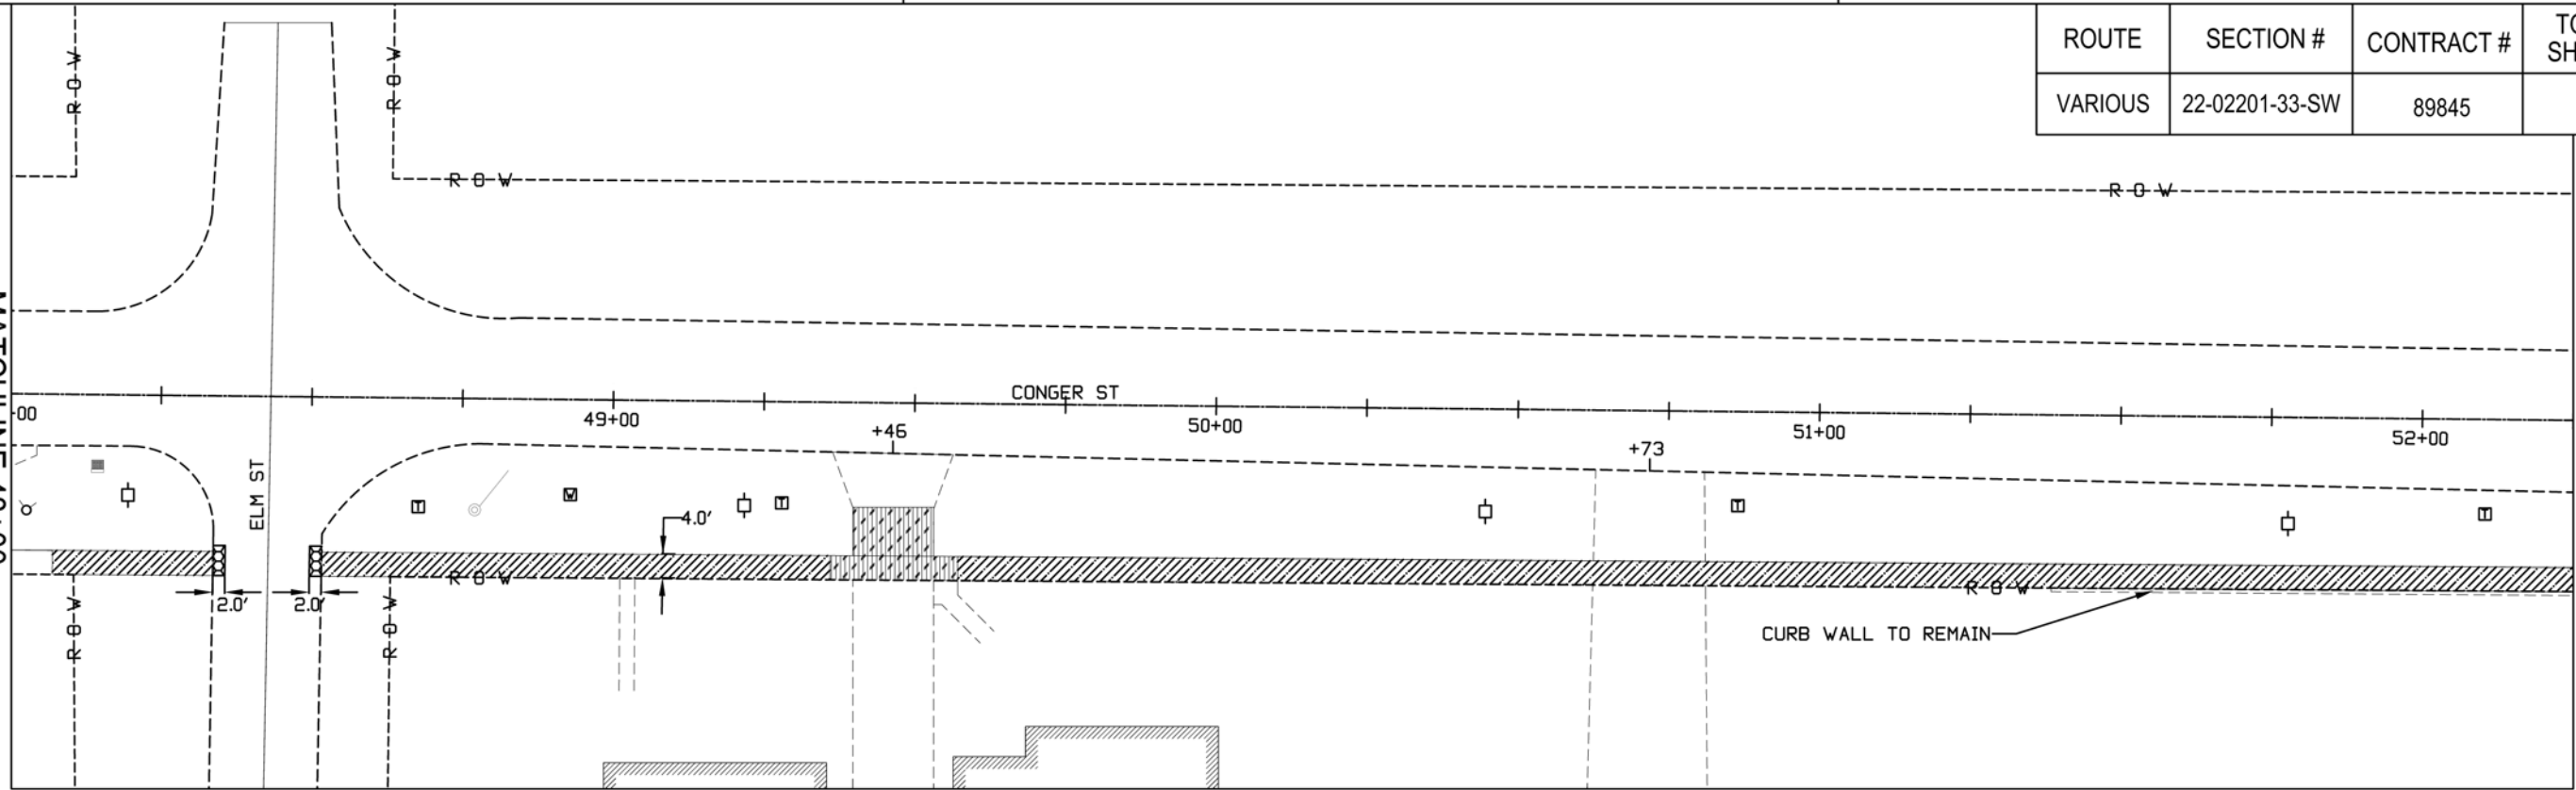 ROUTE
SECTION #
CONTRACT #
VARIOUS
22-02201-33-SW
89845
R O W
R O W
R O W
R O W
CONGER ST
+00
49+00
+46
50+00
+73
51+00
52+00
ELM ST
T
W
T
T
T
4.0'
2.0'
2.0'
R O W
R O W
R O W
R O W
CURB WALL TO REMAIN